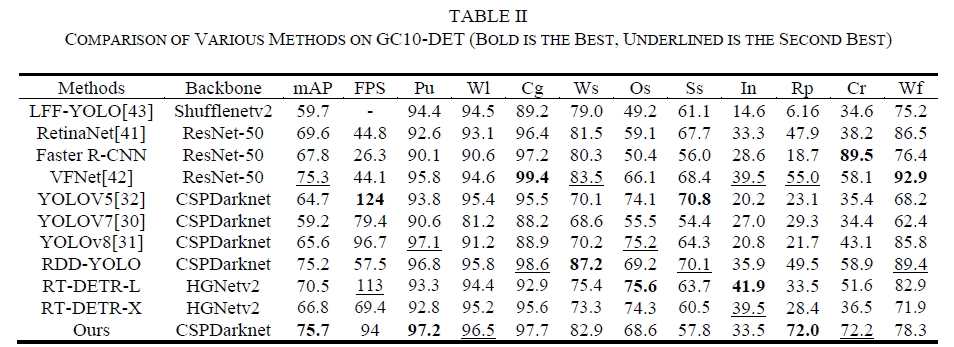 TABLE II
COMPARISON OF VARIOUS METHODS ON GC10-DET (BOLD IS THE BEST, UNDERLINED IS THE SECOND BEST)
Methods Backbone mAP FPS Pu Wl Cg Ws Os Ss In Rp Cr Wf
LFF-YOLO[43] Shufflenetv2 59.7 - 94.4 94.5 89.2 79.0 49.2 61.1 14.6 6.16 34.6 75.2
RetinaNet[41] ResNet-50 69.6 44.8 92.6 93.1 96.4 81.5 59.1 67.7 33.3 47.9 38.2 86.5
Faster R-CNN ResNet-50 67.8 26.3 90.1 90.6 97.2 80.3 50.4 56.0 28.6 18.7 89.5 76.4
VFNet[42] ResNet-50 75.3 44.1 95.8 94.6 99.4 83.5 66.1 68.4 39.5 55.0 58.1 92.9
YOLOV5[32] CSPDarknet 64.7 124 93.8 95.4 95.5 70.1 74.1 70.8 20.2 23.1 35.4 68.2
YOLOV7[30] CSPDarknet 59.2 79.4 90.6 81.2 88.2 68.6 55.5 54.4 27.0 29.3 34.4 62.4
YOLOv8[31] CSPDarknet 65.6 96.7 97.1 91.2 88.9 70.2 75.2 64.3 20.8 21.7 43.1 85.8
RDD-YOLO CSPDarknet 75.2 57.5 96.8 95.8 98.6 87.2 69.2 70.1 35.9 49.5 58.9 89.4
RT-DETR-L HGNetv2 70.5 113 93.3 94.4 92.9 75.4 75.6 63.7 41.9 33.5 51.6 82.9
RT-DETR-X HGNetv2 66.8 69.4 92.8 95.2 95.6 73.3 74.3 60.5 39.5 28.4 36.5 71.9
Ours CSPDarknet 75.7 94 97.2 96.5 97.7 82.9 68.6 57.8 33.5 72.0 72.2 78.3